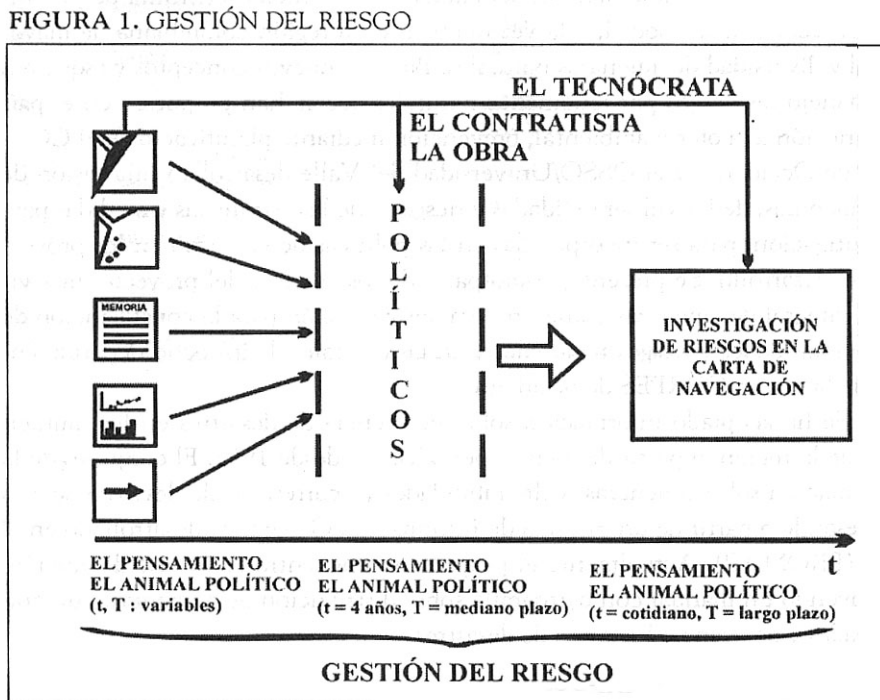 FIGURA 1. GESTIÓN DEL RIESGO
EL TECNÓCRATA
EL CONTRATISTA
LA OBRA
P
O
L
Í
T
I
C
O
S
MEMORIA
INVESTIGACIÓN
DE RIESGOS EN LA
CARTA DE
NAVEGACIÓN
t
EL PENSAMIENTO
EL ANIMAL POLÍTICO
(t, T : variables)
EL PENSAMIENTO
EL ANIMAL POLÍTICO
(t = 4 años, T = mediano plazo)
EL PENSAMIENTO
EL ANIMAL POLÍTICO
(t = cotidiano, T = largo plazo)
GESTIÓN DEL RIESGO